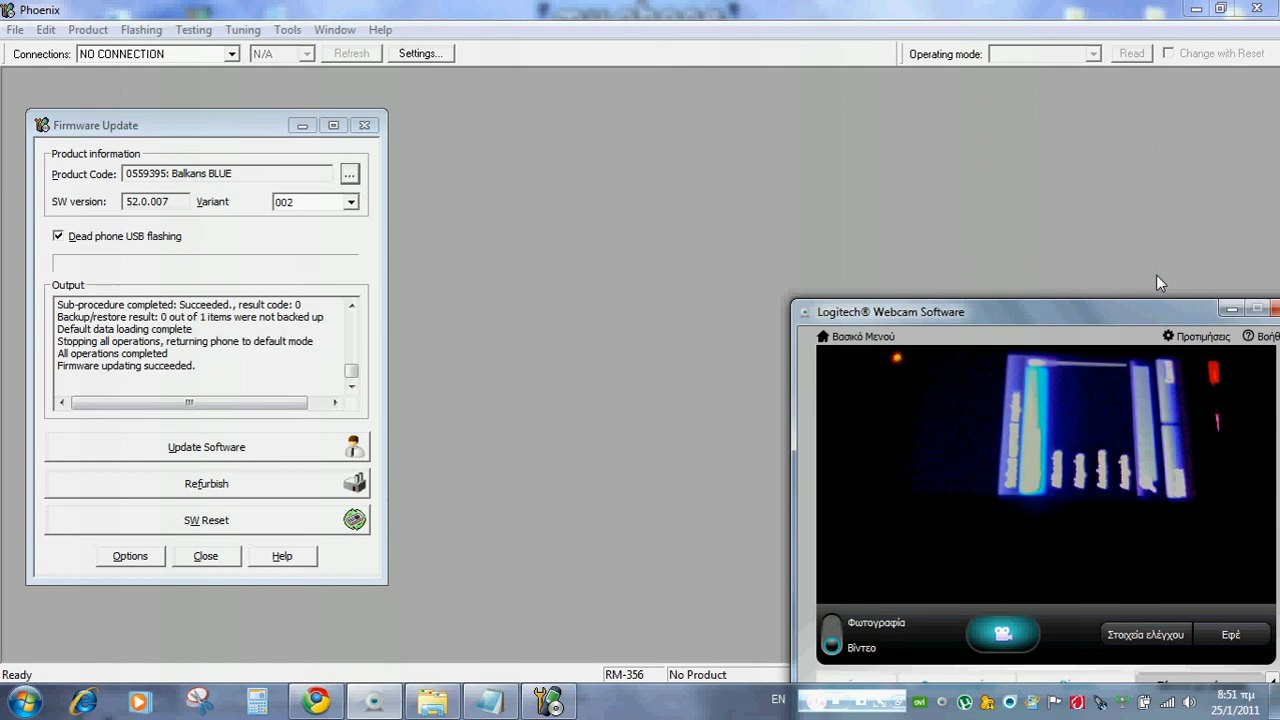 Phoenix
File Edit Product Flashing Testing Tuning Tools Window Help
Connections: NO CONNECTION N/A Refresh Settings... Operating mode: Read Change with Reset
Firmware Update
Product information
Product Code: 0559395: Balkans BLUE ...
SW version: 52.0.007 Variant 002
Dead phone USB flashing
Output
Sub-procedure completed: Succeeded., result code: 0
Backup/restore result: 0 out of 1 items were not backed up
Default data loading complete
Stopping all operations, returning phone to default mode
All operations completed
Firmware updating succeeded.
Update Software
Refurbish
SW Reset
Options Close Help
Logitech® Webcam Software
Βασικό Μενού Προτιμήσεις
Φωτογραφία
Βίντεο
Στοιχεία ελέγχου Εφέ
Ready RM-356 No Product
EN ovi 8:51 πμ
25/1/2011